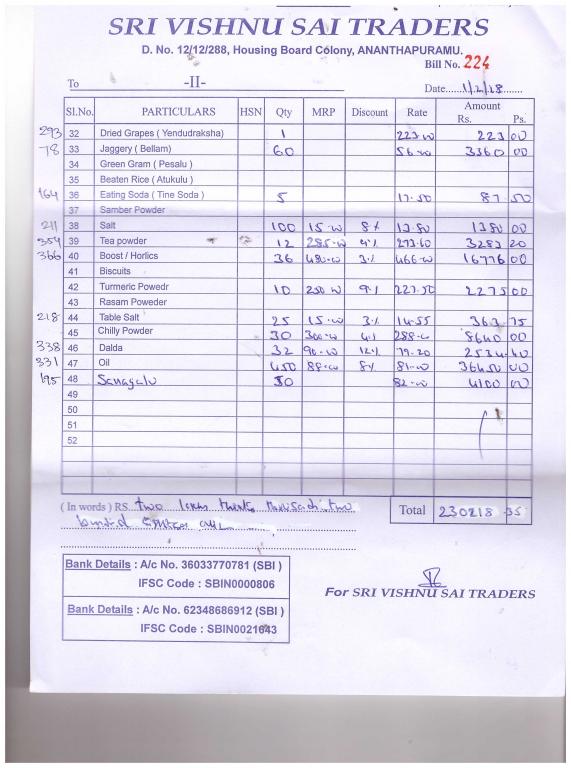 SRI VISHNU SAI TRADERS
D. No. 12/12/288, Housing Board Colony, ANANTHAPURAMU.
Bill No. 224
To -II- Date 1/2/18
Sl.No. PARTICULARS HSN Qty MRP Discount Rate Amount Rs. Ps.
293 32 Dried Grapes ( Yendudraksha) 1 223-00 223 00
78 33 Jaggery ( Bellam) 60 56-00 3360 00
34 Green Gram ( Pesalu )
35 Beaten Rice ( Atukulu )
164 36 Eating Soda ( Tine Soda ) 5 17.50 87 50
37 Samber Powder
211 38 Salt 100 15-00 8% 13.80 1380 00
354 39 Tea powder 12 285-00 4% 273-60 3283 20
366 40 Boost / Horlics 36 480-00 3% 466-00 16776 00
41 Biscuits
42 Turmeric Powedr 10 250 00 9% 227.50 2275 00
43 Rasam Poweder
218 44 Table Salt 25 15-00 3% 14-55 363 75
45 Chilly Powder 30 300-00 4% 288-00 8640 00
338 46 Dalda 32 90-00 12% 79-20 2534 40
331 47 Oil 450 88-00 8% 81-00 36450 00
195 48 Sanagalu 50 82-00 4100 00
49
50
51
52
( In words ) RS. two two
Total 230218-35
Bank Details : A/c No. 36033770781 (SBI )
IFSC Code : SBIN0000806
Bank Details : A/c No. 62348686912 (SBI )
IFSC Code : SBIN0021643
For SRI VISHNU SAI TRADERS